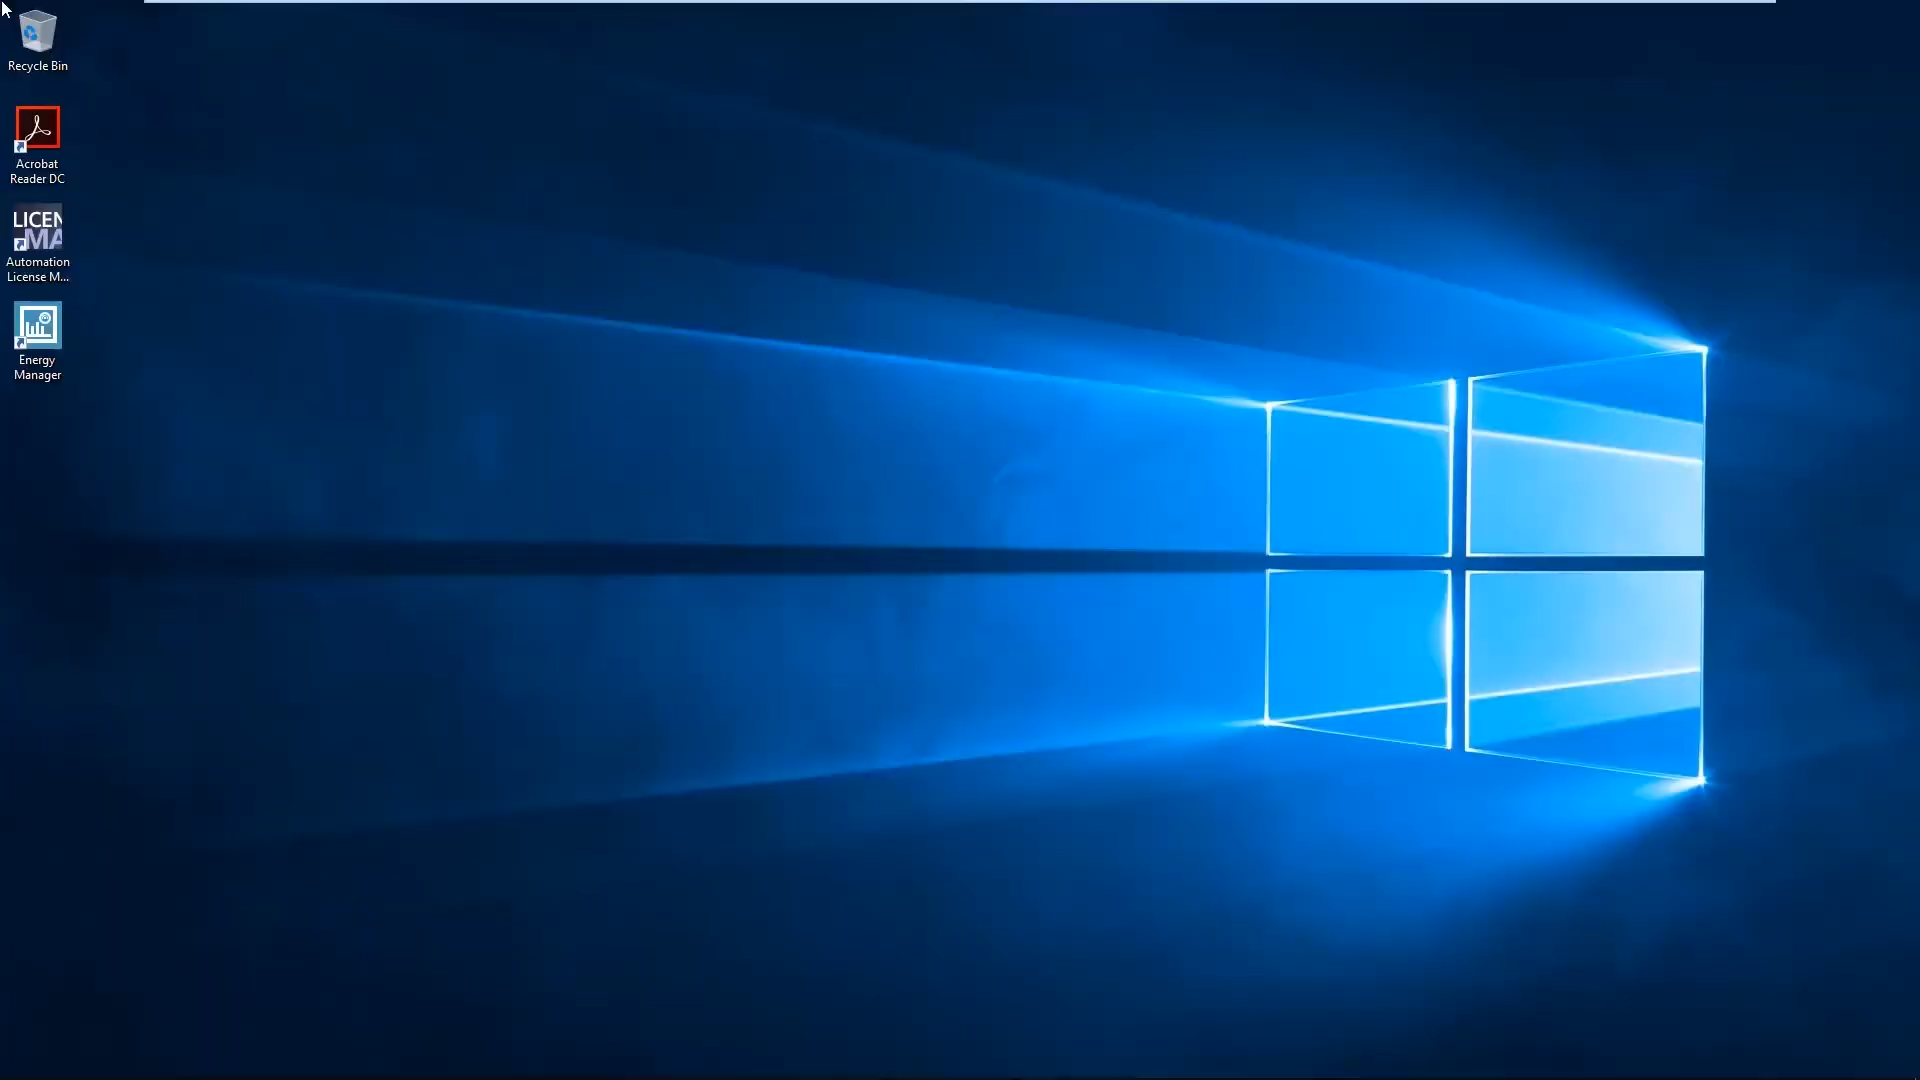 Recycle Bin
Acrobat
Reader DC
LICEN
MA
Automation
License M...
Energy
Manager